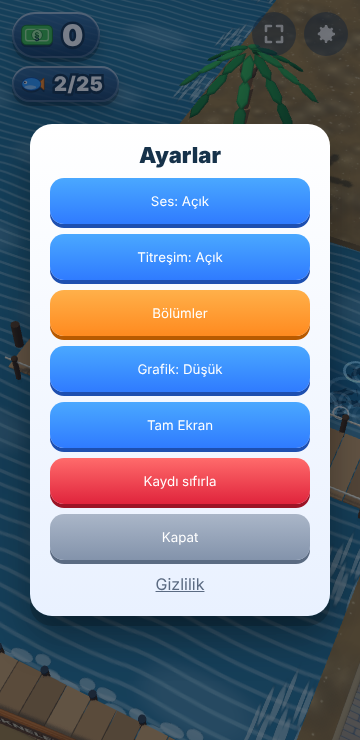 0
2/25
Ayarlar
Ses: Açık
Titreşim: Açık
Bölümler
Grafik: Düşük
Tam Ekran
Kaydı sıfırla
Kapat
Gizlilik